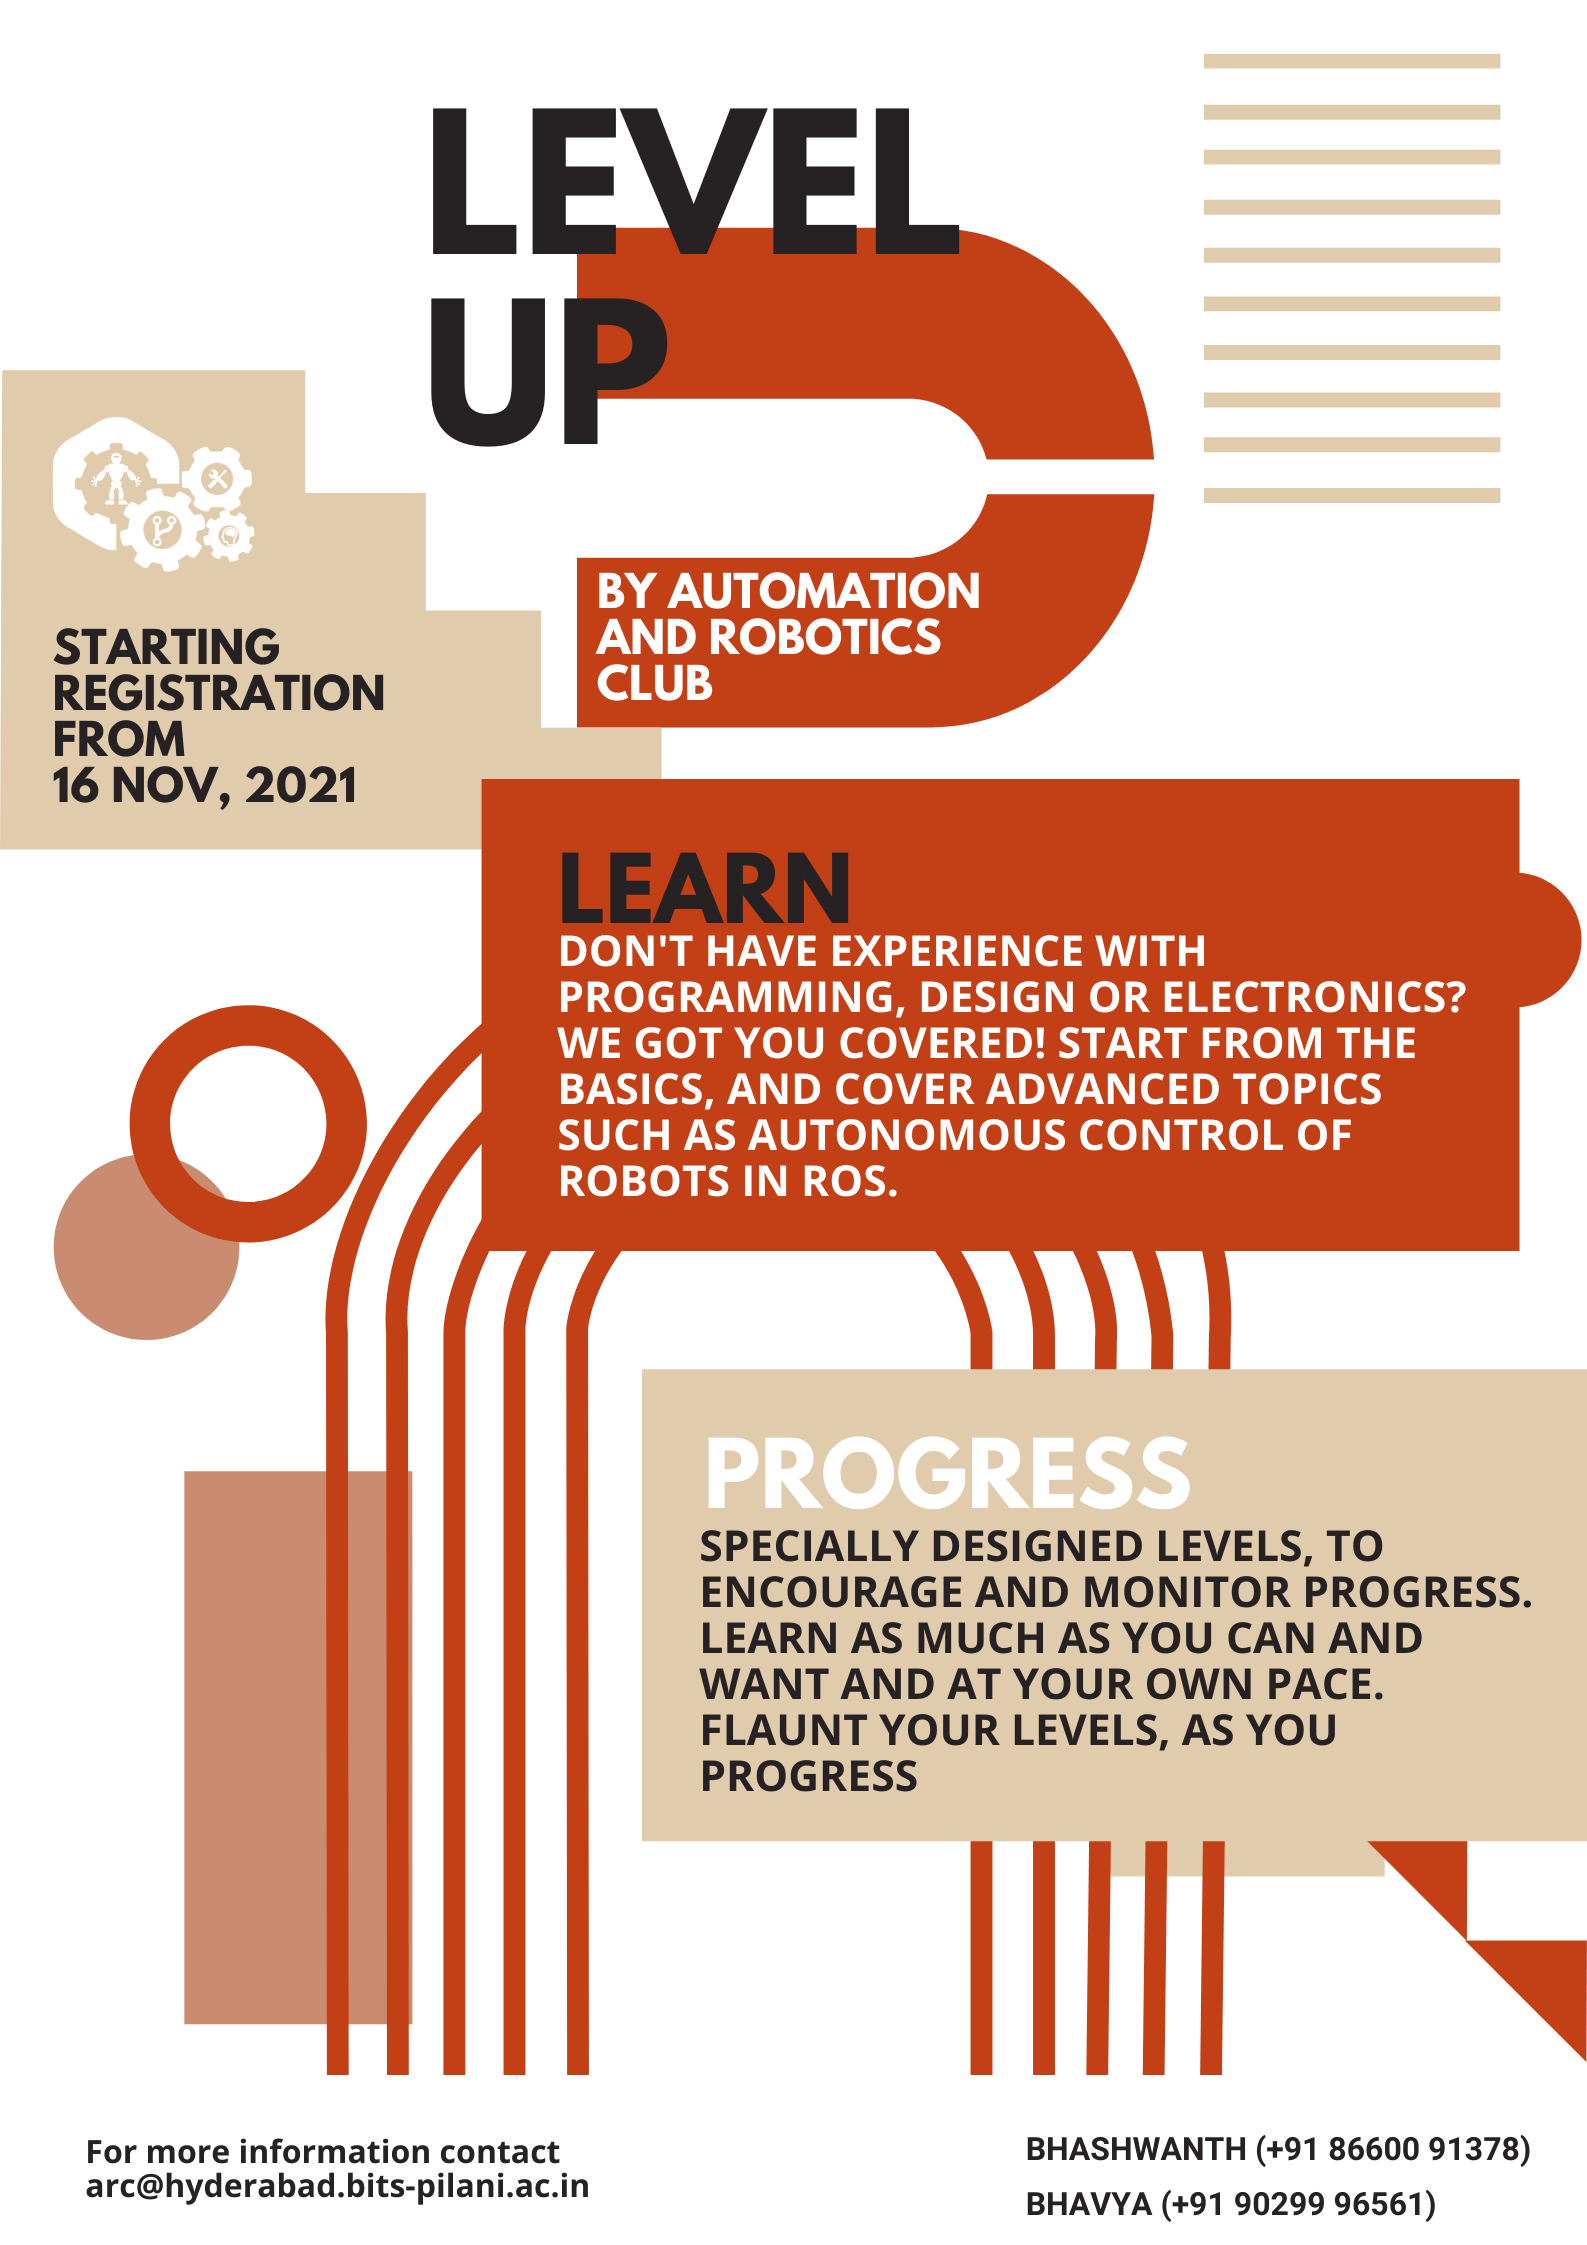 LEVEL
UP
BY AUTOMATION
AND ROBOTICS
CLUB
STARTING
REGISTRATION
FROM
16 NOV, 2021
LEARN
DON'T HAVE EXPERIENCE WITH
PROGRAMMING, DESIGN OR ELECTRONICS?
WE GOT YOU COVERED! START FROM THE
BASICS, AND COVER ADVANCED TOPICS
SUCH AS AUTONOMOUS CONTROL OF
ROBOTS IN ROS.
PROGRESS
SPECIALLY DESIGNED LEVELS, TO
ENCOURAGE AND MONITOR PROGRESS.
LEARN AS MUCH AS YOU CAN AND
WANT AND AT YOUR OWN PACE.
FLAUNT YOUR LEVELS, AS YOU
PROGRESS
For more information contact
arc@hyderabad.bits-pilani.ac.in
BHASHWANTH (+91 86600 91378)
BHAVYA (+91 90299 96561)